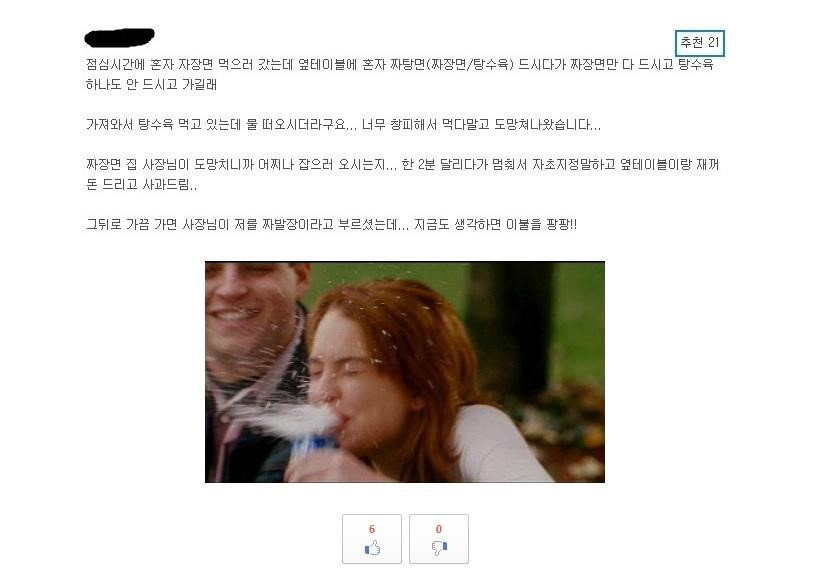 추천 21
점심시간에 혼자 자장면 먹으러 갔는데 옆테이블에 혼자 짜탕면(짜장면/탕수육) 드시다가 짜장면만 다 드시고 탕수육
하나도 안 드시고 가길래
가져와서 탕수육 먹고 있는데 물 떠오시더라구요... 너무 창피해서 먹다말고 도망쳐나왔습니다...
짜장면 집 사장님이 도망치니까 어찌나 잡으러 오시는지... 한 2분 달리다가 멈춰서 자초지정말하고 옆테이블이랑 재꺼
돈 드리고 사과드림..
그뒤로 가끔 가면 사장님이 저를 짜발장이라고 부르셨는데... 지금도 생각하면 이불을 팡팡!!
6
0